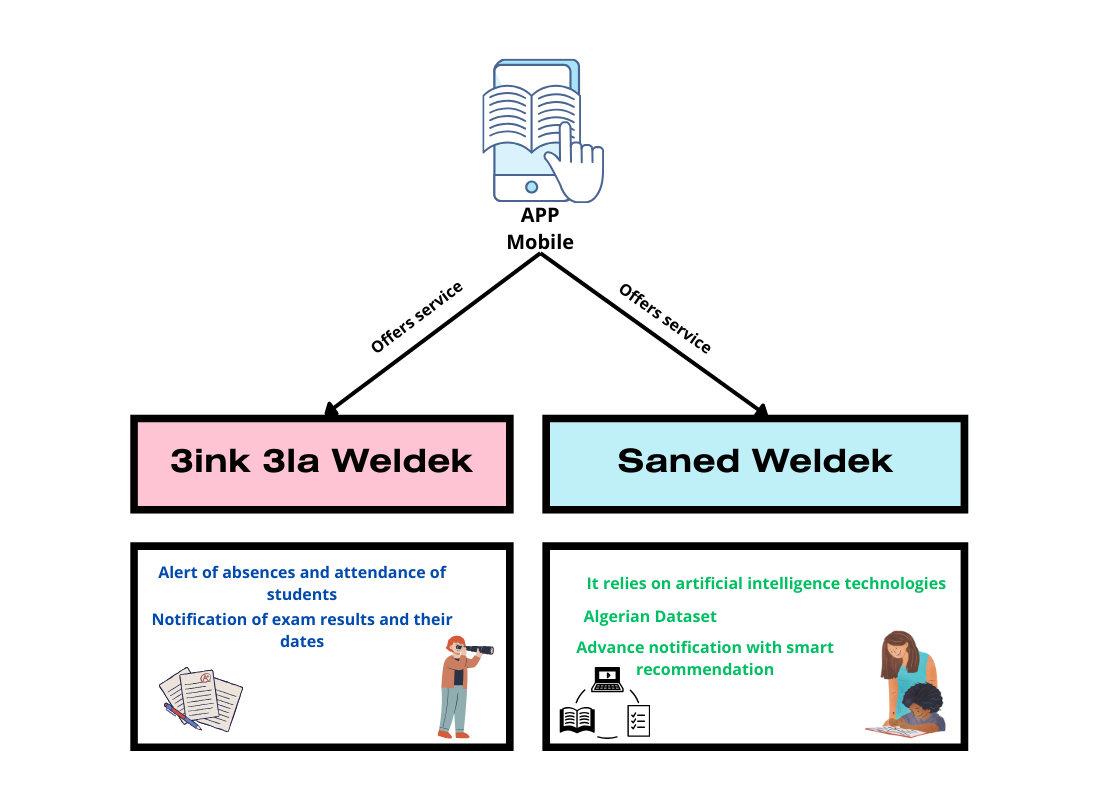 APP
Mobile
Offers service
Offers service
3ink 3la Weldek
Saned Weldek
Alert of absences and attendance of
students
Notification of exam results and their
dates
It relies on artificial intelligence technologies
Algerian Dataset
Advance notification with smart
recommendation